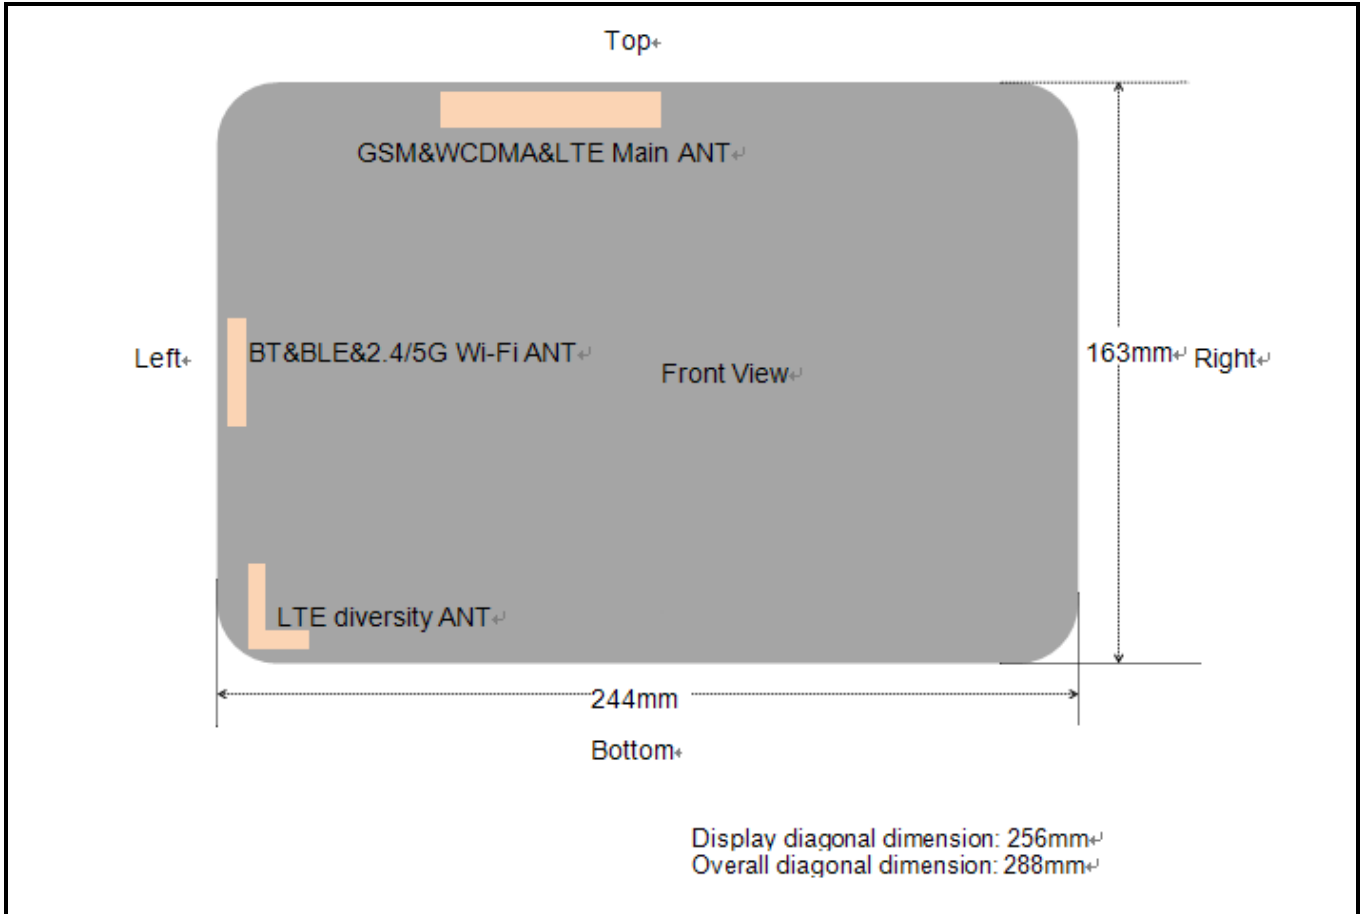 Top
GSM&WCDMA&LTE Main ANT
Left
BT&BLE&2.4/5G Wi-Fi ANT
Front View
163mm
Right
LTE diversity ANT
244mm
Bottom
Display diagonal dimension: 256mm
Overall diagonal dimension: 288mm